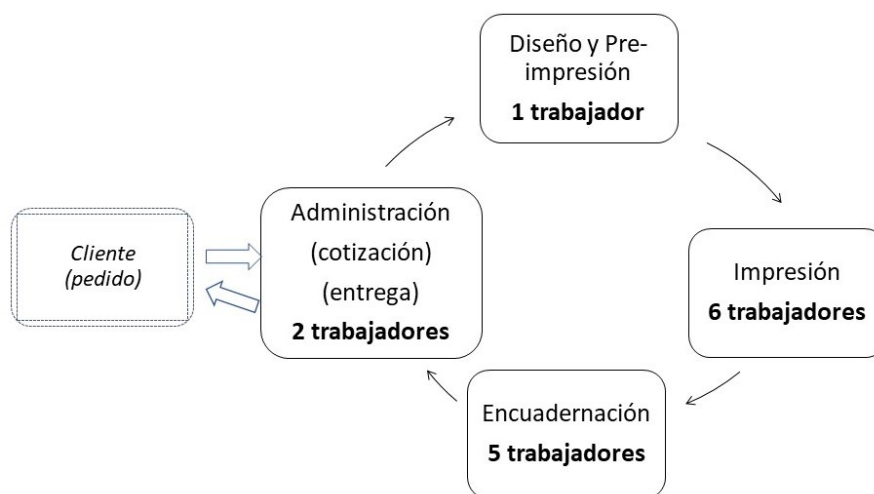 Diseño y Pre-
impresión
1 trabajador
Cliente
(pedido)
Administración
(cotización)
(entrega)
2 trabajadores
Impresión
6 trabajadores
Encuadernación
5 trabajadores